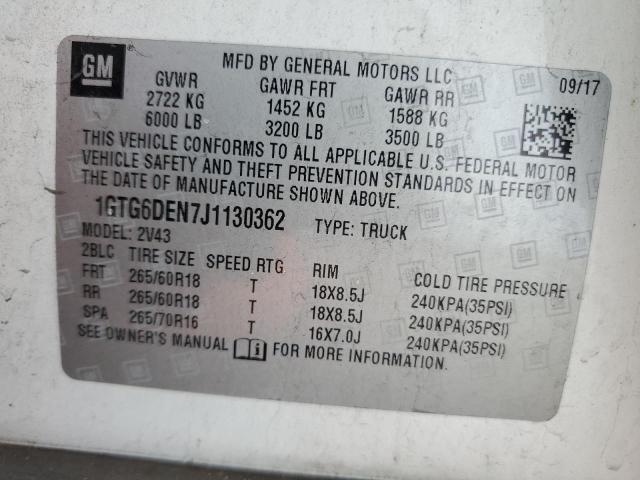 GM
MFD BY GENERAL MOTORS LLC
09/17
GVWR GAWR FRT GAWR RR
2722 KG 1452 KG 1588 KG
6000 LB 3200 LB 3500 LB
THIS VEHICLE CONFORMS TO ALL APPLICABLE U.S. FEDERAL MOTOR
VEHICLE SAFETY AND THEFT PREVENTION STANDARDS IN EFFECT ON
THE DATE OF MANUFACTURE SHOWN ABOVE.
1GTG6DEN7J1130362 TYPE: TRUCK
MODEL: 2V43
2BLC TIRE SIZE SPEED RTG RIM COLD TIRE PRESSURE
FRT 265/60R18 T 18X8.5J 240KPA(35PSI)
RR 265/60R18 T 18X8.5J 240KPA(35PSI)
SPA 265/70R16 T 16X7.0J 240KPA(35PSI)
SEE OWNER'S MANUAL i FOR MORE INFORMATION.